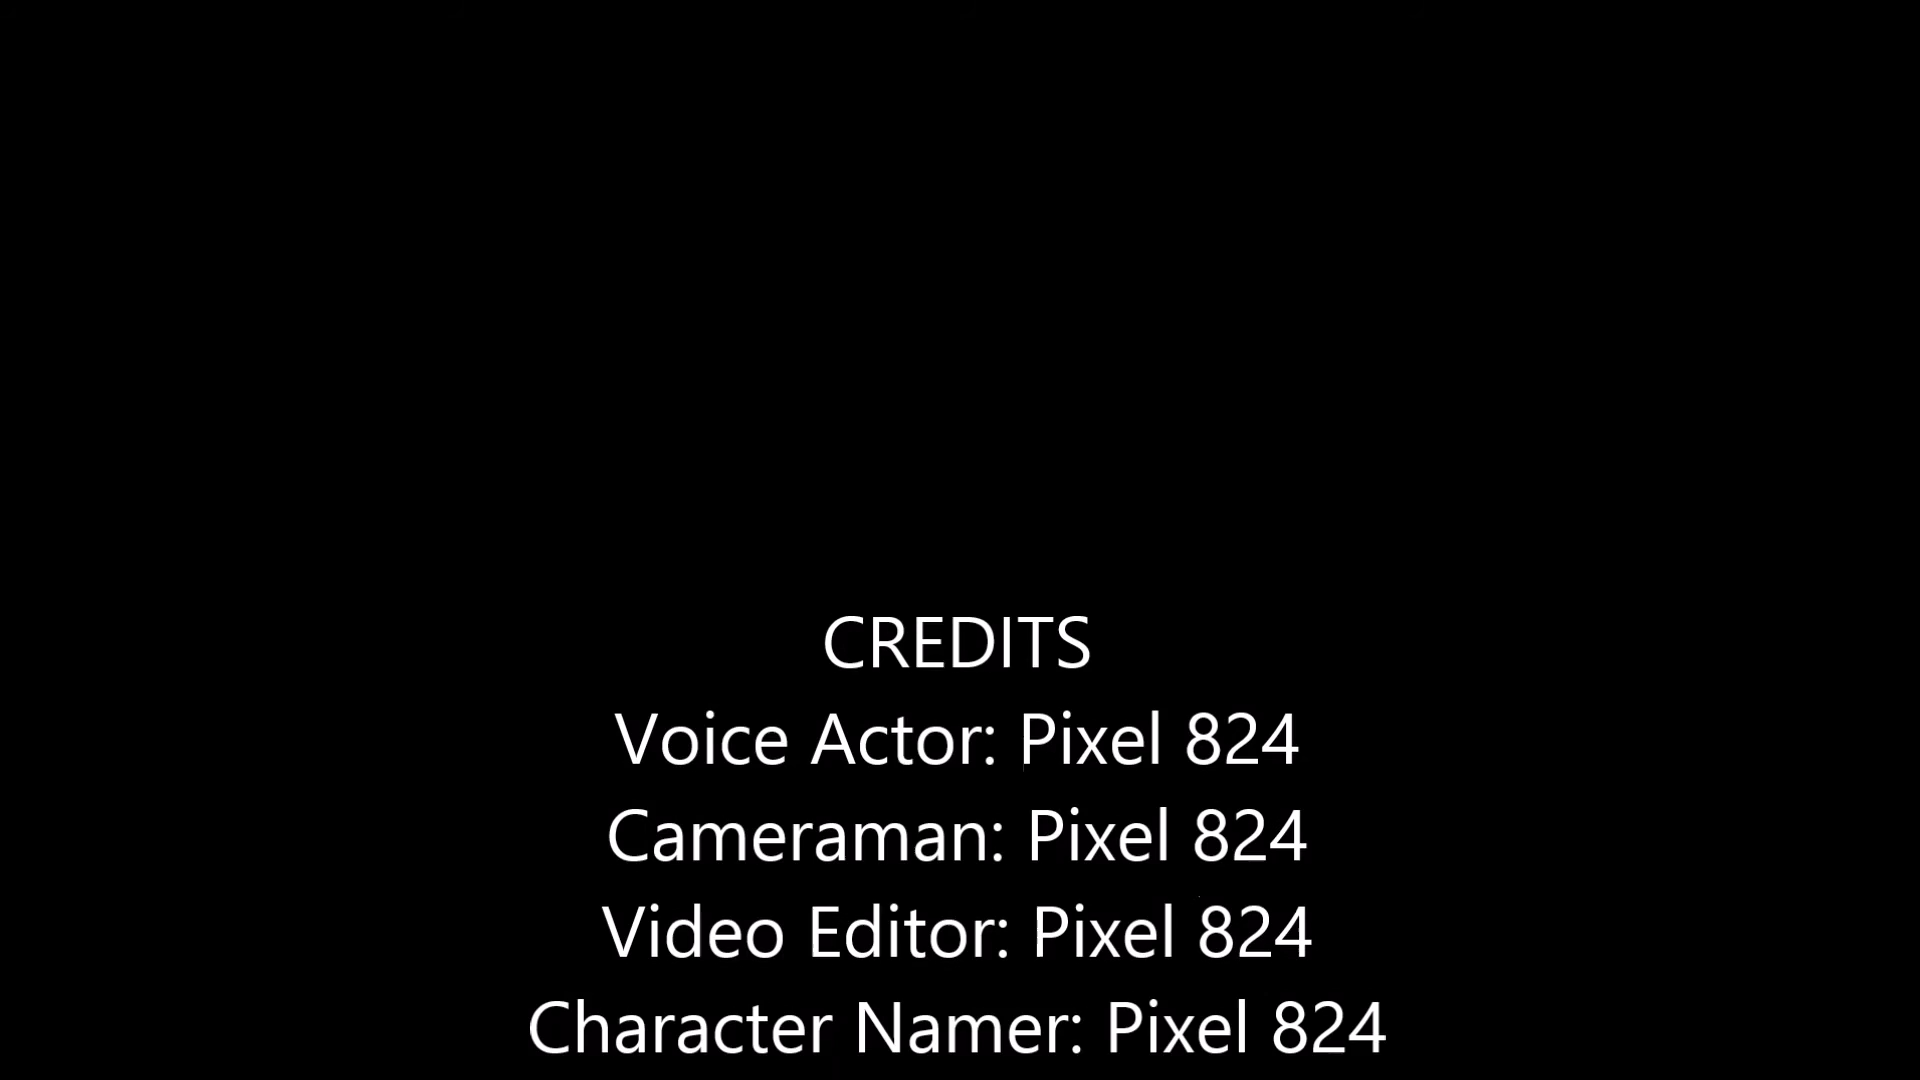 CREDITS
Voice Actor: Pixel 824
Cameraman: Pixel 824
Video Editor: Pixel 824
Character Namer: Pixel 824